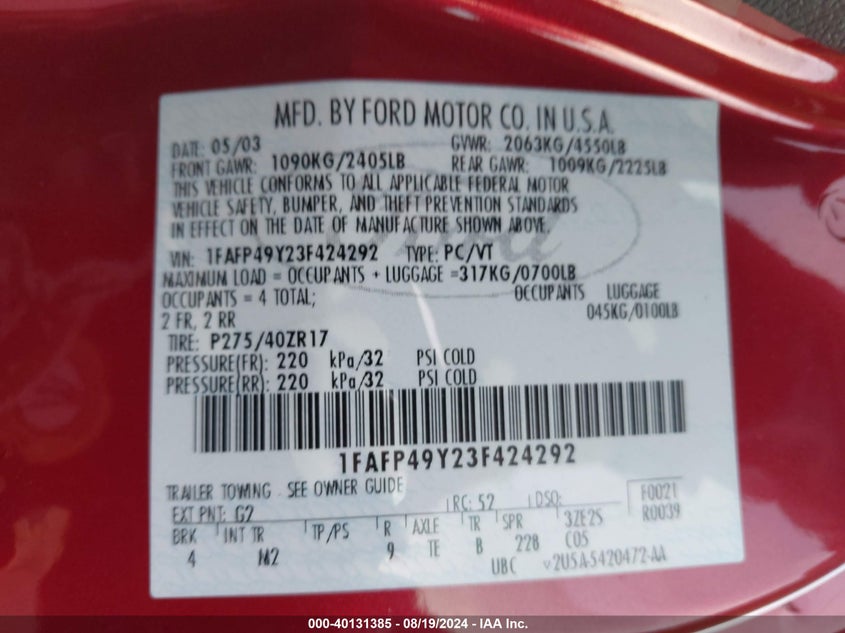 MFD. BY FORD MOTOR CO. IN U.S.A.
DATE: 05/03 GVWR: 2063KG/4550LB
FRONT GAWR: 1090KG/2405LB REAR GAWR: 1009KG/2225LB
THIS VEHICLE CONFORMS TO ALL APPLICABLE FEDERAL MOTOR
VEHICLE SAFETY, BUMPER, AND THEFT PREVENTION STANDARDS
IN EFFECT ON THE DATE OF MANUFACTURE SHOWN ABOVE.
VIN: 1FAFP49Y23F424292 TYPE: PC/VT
MAXIMUM LOAD = OCCUPANTS + LUGGAGE =317KG/0700LB
OCCUPANTS = 4 TOTAL; OCCUPANTS LUGGAGE
2 FR, 2 RR 045KG/0100LB
TIRE: P275/40ZR17
PRESSURE(FR): 220 kPa/32 PSI COLD
PRESSURE(RR): 220 kPa/32 PSI COLD
1FAFP49Y23F424292
TRAILER TOWING - SEE OWNER GUIDE
EXT PNT: G2 RC: 52 DSO: F0021
BRK INT TR TP/PS R AXLE TR SPR 3ZE25 R0039
4 M2 9 TE B 228 C05
UBC v2U5A-5420472-AA
000-40131385 - 08/19/2024 - IAA Inc.